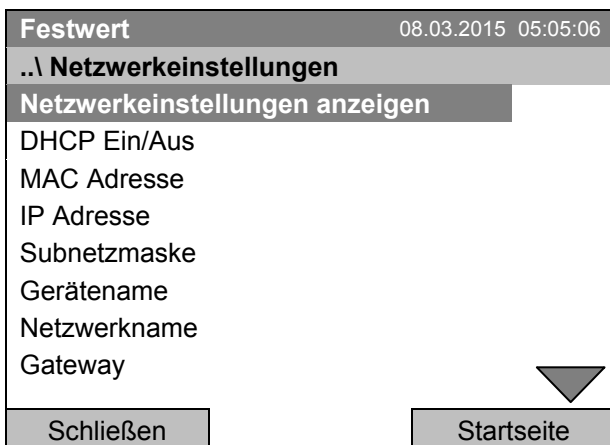 Festwert 08.03.2015 05:05:06
..\ Netzwerkeinstellungen
Netzwerkeinstellungen anzeigen
DHCP Ein/Aus
MAC Adresse
IP Adresse
Subnetzmaske
Gerätename
Netzwerkname
Gateway
Schließen Startseite